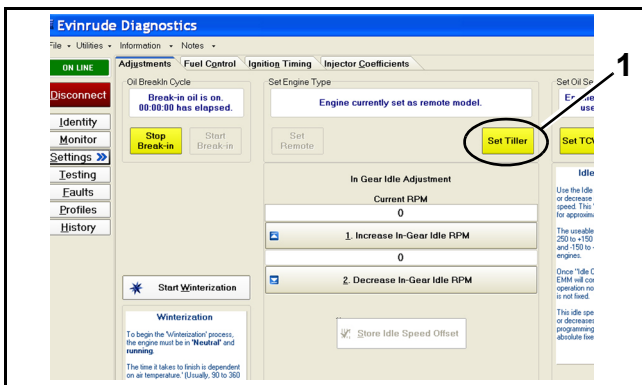 Evinrude Diagnostics
File Utilities Information Notes
ON LINE
Disconnect
Identity
Monitor
Settings
Testing
Faults
Profiles
History
Adjustments Fuel Control Ignition Timing Injector Coefficients
Oil BreakIn Cycle
Break-in oil is on.
00:00:00 has elapsed.
Stop
Break-in
Start
Break-in
Start Winterization
Winterization
To begin the 'Winterization' process,
the engine must be in 'Neutral' and
running.
The time it takes to finish is dependent
on air temperature.' (Usually, 90 to 360
Set Engine Type
Engine currently set as remote model.
Set
Remote
Set Tiller
1
In Gear Idle Adjustment
Current RPM
0
1. Increase In-Gear Idle RPM
0
2. Decrease In-Gear Idle RPM
Store Idle Speed Offset
Set Oil Se
use
Set TCW
Idle
Use the Idle
or decrease
speed. This
for approxim
The useable
250 to +150
and -150 to -
engines.
Once "Idle O
EMM will con
operation no
is not fixed.
This idle spe
or decreases
programming
absolute fixe